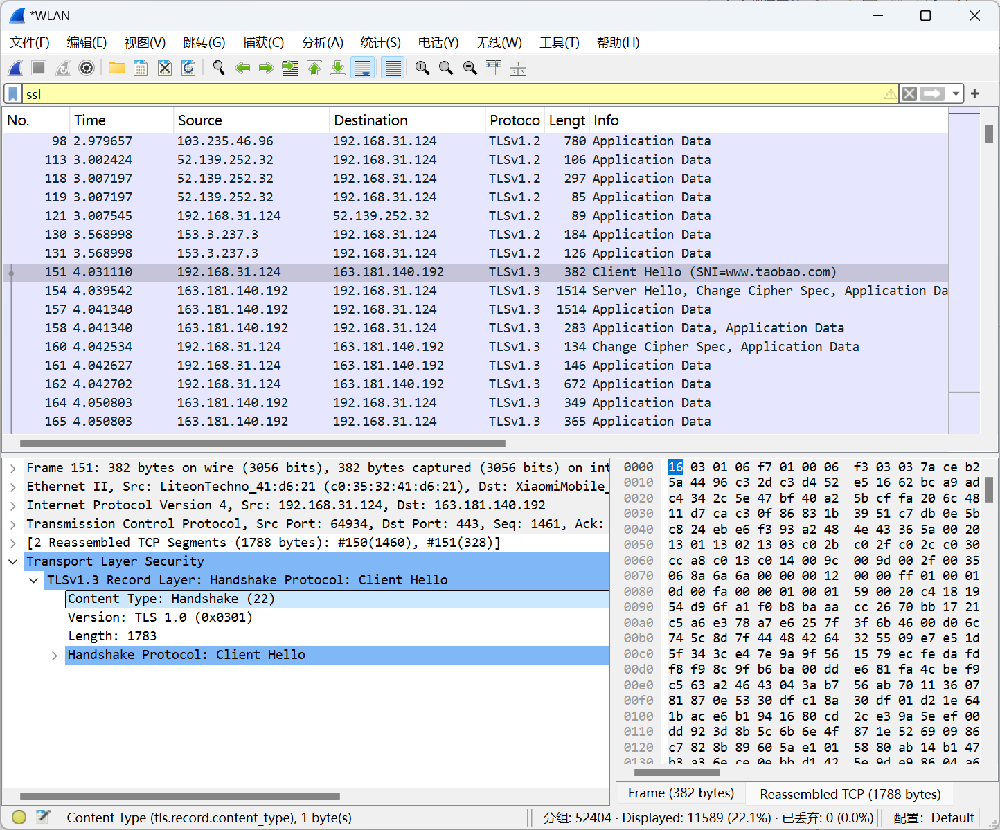 *WLAN
文件(F) 编辑(E) 视图(V) 跳转(G) 捕获(C) 分析(A) 统计(S) 电话(Y) 无线(W) 工具(T) 帮助(H)
ssl
No. Time Source Destination Protoco Lengt Info
98 2.979657 103.235.46.96 192.168.31.124 TLSv1.2 780 Application Data
113 3.002424 52.139.252.32 192.168.31.124 TLSv1.2 106 Application Data
118 3.007197 52.139.252.32 192.168.31.124 TLSv1.2 297 Application Data
119 3.007197 52.139.252.32 192.168.31.124 TLSv1.2 85 Application Data
121 3.007545 192.168.31.124 52.139.252.32 TLSv1.2 89 Application Data
130 3.568998 153.3.237.3 192.168.31.124 TLSv1.2 184 Application Data
131 3.568998 153.3.237.3 192.168.31.124 TLSv1.2 126 Application Data
151 4.031110 192.168.31.124 163.181.140.192 TLSv1.3 382 Client Hello (SNI=www.taobao.com)
154 4.039542 163.181.140.192 192.168.31.124 TLSv1.3 1514 Server Hello, Change Cipher Spec, Application Da
157 4.041340 163.181.140.192 192.168.31.124 TLSv1.3 1514 Application Data
158 4.041340 163.181.140.192 192.168.31.124 TLSv1.3 283 Application Data, Application Data
160 4.042534 192.168.31.124 163.181.140.192 TLSv1.3 134 Change Cipher Spec, Application Data
161 4.042627 192.168.31.124 163.181.140.192 TLSv1.3 146 Application Data
162 4.042702 192.168.31.124 163.181.140.192 TLSv1.3 672 Application Data
164 4.050803 163.181.140.192 192.168.31.124 TLSv1.3 349 Application Data
165 4.050803 163.181.140.192 192.168.31.124 TLSv1.3 365 Application Data
Frame 151: 382 bytes on wire (3056 bits), 382 bytes captured (3056 bits) on int
Ethernet II, Src: LiteonTechno_41:d6:21 (c0:35:32:41:d6:21), Dst: XiaomiMobile_
Internet Protocol Version 4, Src: 192.168.31.124, Dst: 163.181.140.192
Transmission Control Protocol, Src Port: 64934, Dst Port: 443, Seq: 1461, Ack:
[2 Reassembled TCP Segments (1788 bytes): #150(1460), #151(328)]
Transport Layer Security
TLSv1.3 Record Layer: Handshake Protocol: Client Hello
Content Type: Handshake (22)
Version: TLS 1.0 (0x0301)
Length: 1783
Handshake Protocol: Client Hello
0000 16 03 01 06 f7 01 00 06 f3 03 03 7a ce b2
0010 5a 44 96 c3 2d c3 d4 52 e5 16 62 bc a9 ad
0020 c4 34 2c 5e 47 bf 40 a2 5b cf fa 20 6c 48
0030 11 d7 ca c3 0f 86 83 1b 39 51 c7 db 0e 5b
0040 c8 24 eb e6 f3 93 a2 48 4e 43 36 5a 00 20
0050 13 01 13 02 13 03 c0 2b c0 2f c0 2c c0 30
0060 cc a8 c0 13 c0 14 00 9c 00 9d 00 2f 00 35
0070 06 8a 6a 6a 00 00 00 12 00 00 ff 01 00 01
0080 0d 00 fa 00 00 01 00 01 59 00 20 c4 18 19
0090 54 d9 6f a1 f0 b8 ba aa cc 26 70 bb 17 21
00a0 c5 a6 e3 78 a7 e6 25 7f 3f 6b 46 00 d0 6c
00b0 74 5c 8d 7f 44 48 42 64 32 55 09 e7 e5 1d
00c0 5f 34 3c e4 7e 9a 9f 56 15 79 ec fe da fd
00d0 f8 f9 8c 9f b6 ba 00 dd e6 81 fa 4c be f9
00e0 c5 63 a2 46 43 04 3a b7 56 ab 70 11 36 07
00f0 81 87 0e 53 30 df c1 8a 30 df 01 d2 1e 64
0100 1b ac e6 b1 94 16 80 cd 2c e3 9a 5e ef 00
0110 dd 92 3d 8b 5c 6b 6e 4f 87 1e 52 69 09 86
0120 c7 82 8b 89 60 5a e1 01 58 80 ab 14 b1 47
0130 b3 a3 6e ce 0e bb d1 42 5e 9d e9 86 04 a6
Frame (382 bytes) Reassembled TCP (1788 bytes)
Content Type (tls.record.content_type), 1 byte(s) 分组: 52404 · Displayed: 11589 (22.1%) · 已丢弃: 0 (0.0%) 配置: Default